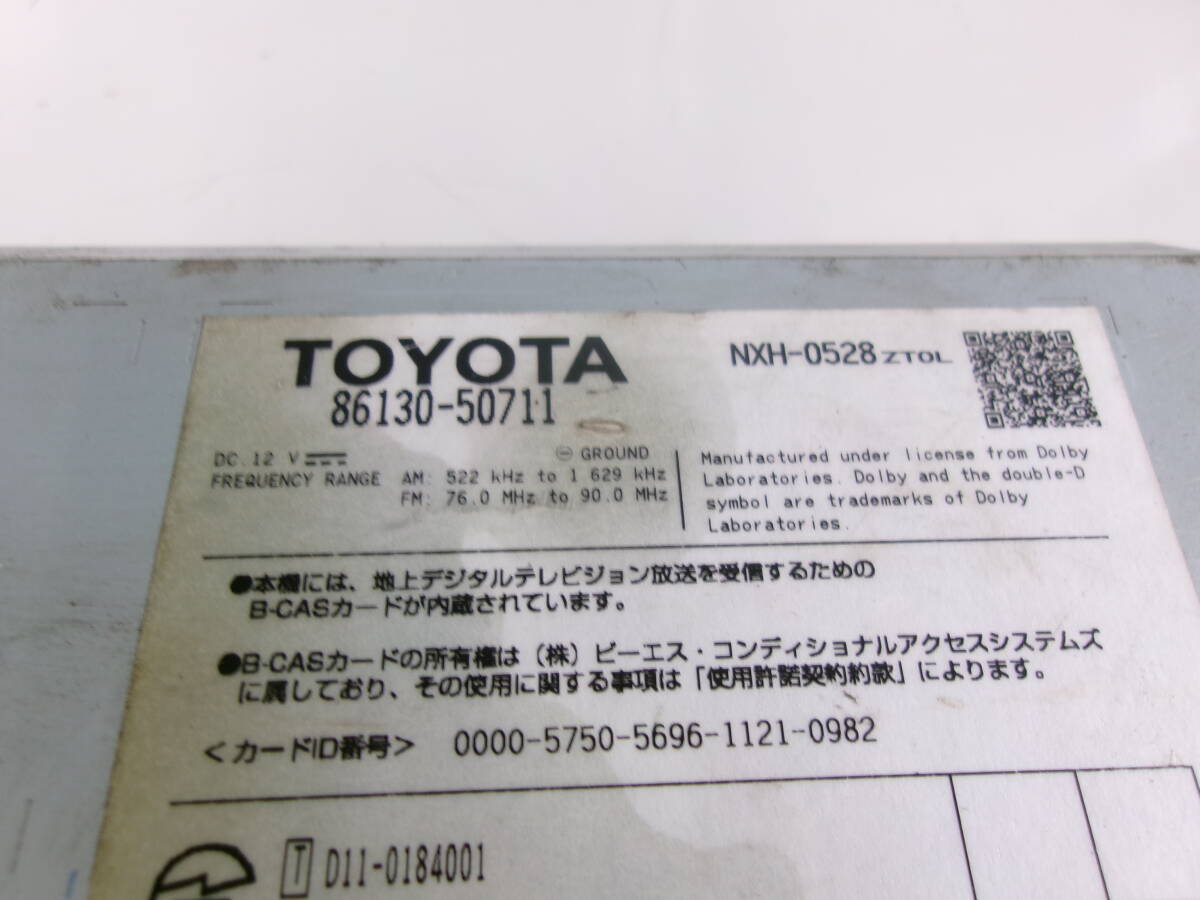 TOYOTA
NXH-0528 ZTOL
86130-50711
DC 12 V
⊖ GROUND
FREQUENCY RANGE AM: 522 kHz to 1 629 kHz
FM: 76.0 MHz to 90.0 MHz
Manufactured under license from Dolby
Laboratories. Dolby and the double-D
symbol are trademarks of Dolby
Laboratories.
●本機には、地上デジタルテレビジョン放送を受信するための
B-CASカードが内蔵されています。
●B-CASカードの所有権は（株）ビーエス・コンディショナルアクセスシステムズ
に属しており、その使用に関する事項は「使用許諾契約約款」によります。
＜カードID番号＞ 0000-5750-5696-1121-0982
T D11-0184001